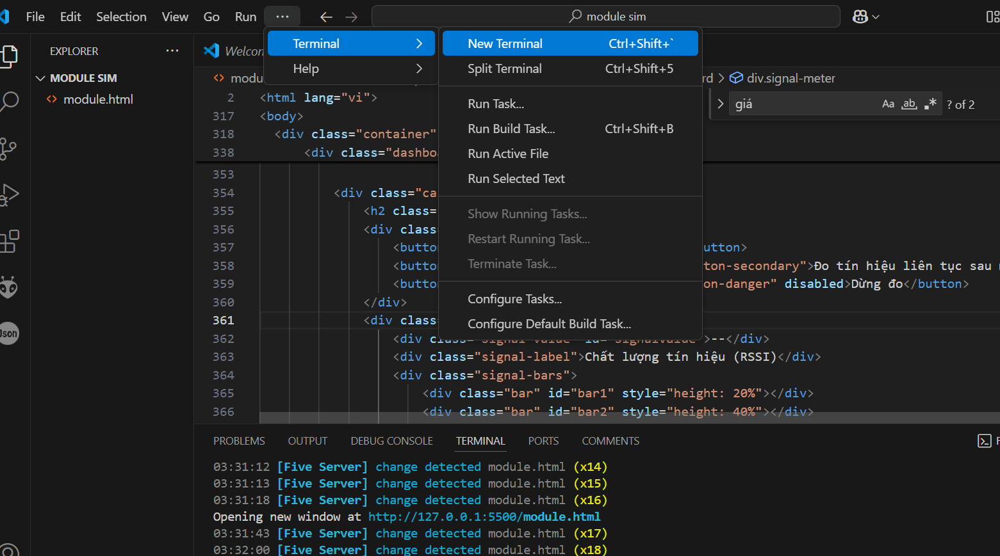 File Edit Selection View Go Run ··· module sim
EXPLORER ···
MODULE SIM
module.html
Welcon
Terminal
Help
New Terminal Ctrl+Shift+`
Split Terminal Ctrl+Shift+5
Run Task...
Run Build Task... Ctrl+Shift+B
Run Active File
Run Selected Text
Show Running Tasks...
Restart Running Task...
Terminate Task...
Configure Tasks...
Configure Default Build Task...
modu rd > div.signal-meter
giá Aa ab .* ? of 2
2 <html lang="vi">
317 <body>
318 <div class="container"
338 <div class="dashbo
353
354 <div class="ca
355 <h2 class=
356 <div class
357 <butto utton>
358 <butto ton-secondary">Đo tín hiệu liên tục sau
359 <butto on-danger" disabled>Dừng đo</button>
360 </div>
361 <div class
362 <div class="signal-value" id="signalValue">--</div>
363 <div class="signal-label">Chất lượng tín hiệu (RSSI)</div>
364 <div class="signal-bars">
365 <div class="bar" id="bar1" style="height: 20%"></div>
366 <div class="bar" id="bar2" style="height: 40%"></div>
Json
PROBLEMS OUTPUT DEBUG CONSOLE TERMINAL PORTS COMMENTS
03:31:12 [Five Server] change detected module.html (x14)
03:31:13 [Five Server] change detected module.html (x15)
03:31:18 [Five Server] change detected module.html (x16)
Opening new window at http://127.0.0.1:5500/module.html
03:31:43 [Five Server] change detected module.html (x17)
03:32:00 [Five Server] change detected module.html (x18)